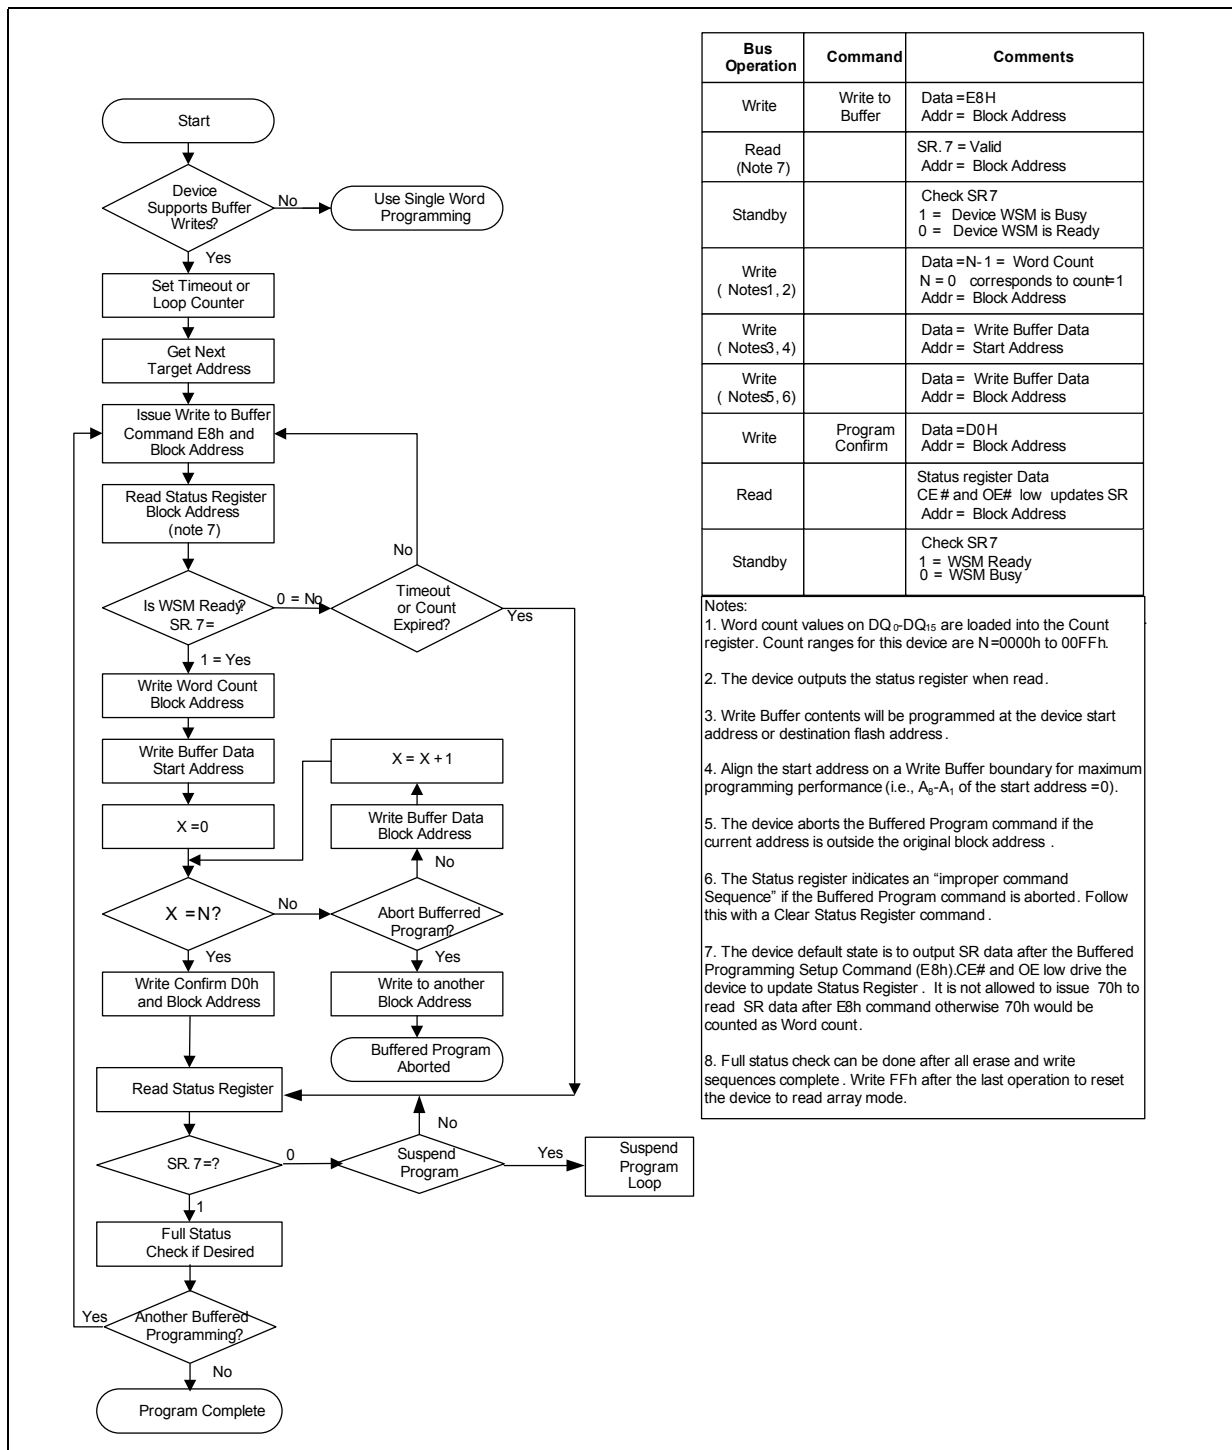 Start
Device
Supports Buffer
Writes?
No
Use Single Word
Programming
Yes
Set Timeout or
Loop Counter
Get Next
Target Address
Issue Write to Buffer
Command E8h and
Block Address
Read Status Register
Block Address
(note 7)
No
Is WSM Ready?
SR. 7 =
0 = No
Timeout
or Count
Expired?
Yes
1 = Yes
Write Word Count
Block Address
Write Buffer Data
Start Address
X = X + 1
X =0
Write Buffer Data
Block Address
No
X =N?
No
Abort Bufferred
Program?
Yes
Yes
Write Confirm D0h
and Block Address
Write to another
Block Address
Buffered Program
Aborted
Read Status Register
No
SR. 7=?
0
Suspend
Program
Yes
Suspend
Program
Loop
1
Full Status
Check if Desired
Yes
Another Buffered
Programming?
No
Program Complete
Bus
Operation
Command
Comments
Write
Write to
Buffer
Data =E8H
Addr = Block Address
Read
(Note 7)
SR. 7 = Valid
Addr = Block Address
Standby
Check SR7
1 = Device WSM is Busy
0 = Device WSM is Ready
Write
( Notes1, 2)
Data =N-1 = Word Count
N = 0 corresponds to count=1
Addr = Block Address
Write
( Notes3, 4)
Data = Write Buffer Data
Addr = Start Address
Write
( Notes5, 6)
Data = Write Buffer Data
Addr = Block Address
Write
Program
Confirm
Data =D0H
Addr = Block Address
Read
Status register Data
CE# and OE# low updates SR
Addr = Block Address
Standby
Check SR7
1 = WSM Ready
0 = WSM Busy
Notes:
1. Word count values on DQ0-DQ15 are loaded into the Count
register. Count ranges for this device are N=0000h to 00FFh.
2. The device outputs the status register when read.
3. Write Buffer contents will be programmed at the device start
address or destination flash address.
4. Align the start address on a Write Buffer boundary for maximum
programming performance (i.e., A8-A1 of the start address =0).
5. The device aborts the Buffered Program command if the
current address is outside the original block address .
6. The Status register indicates an “improper command
Sequence” if the Buffered Program command is aborted. Follow
this with a Clear Status Register command.
7. The device default state is to output SR data after the Buffered
Programming Setup Command (E8h).CE# and OE low drive the
device to update Status Register . It is not allowed to issue 70h to
read SR data after E8h command otherwise 70h would be
counted as Word count.
8. Full status check can be done after all erase and write
sequences complete . Write FFh after the last operation to reset
the device to read array mode.